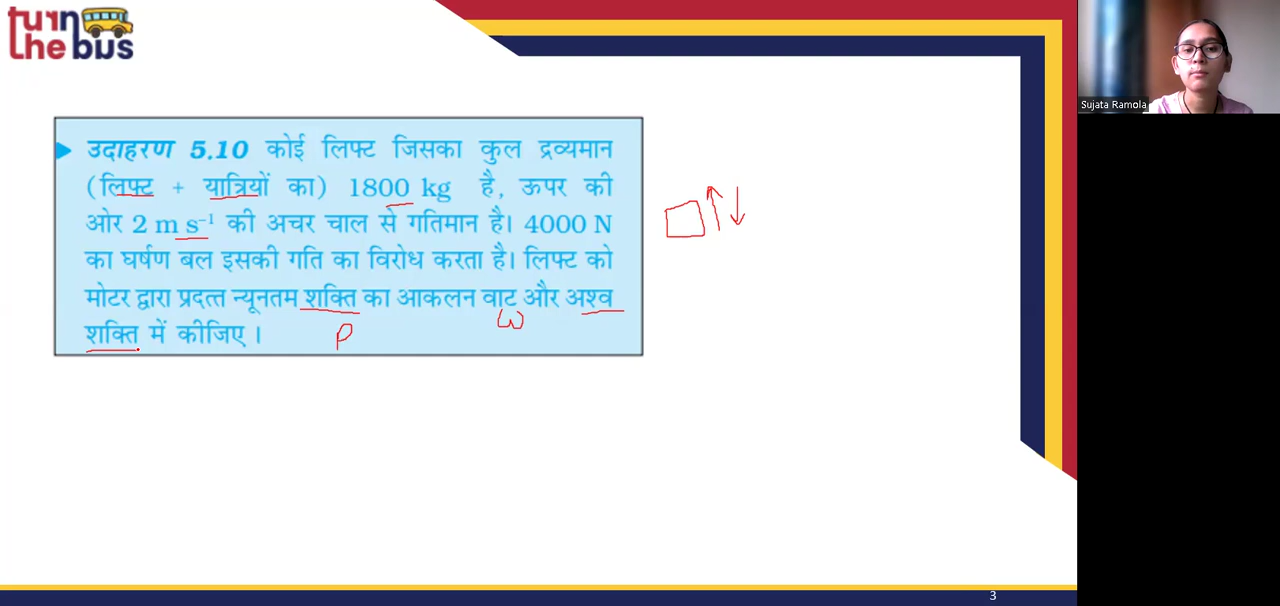 turn
the bus
Sujata Ramola
उदाहरण 5.10 कोई लिफ्ट जिसका कुल द्रव्यमान
(लिफ्ट + यात्रियों का) 1800 kg है, ऊपर की
ओर 2 m s⁻¹ की अचर चाल से गतिमान है। 4000 N
का घर्षण बल इसकी गति का विरोध करता है। लिफ्ट को
मोटर द्वारा प्रदत्त न्यूनतम शक्ति का आकलन वाट और अश्व
शक्ति में कीजिए।
P
W
3